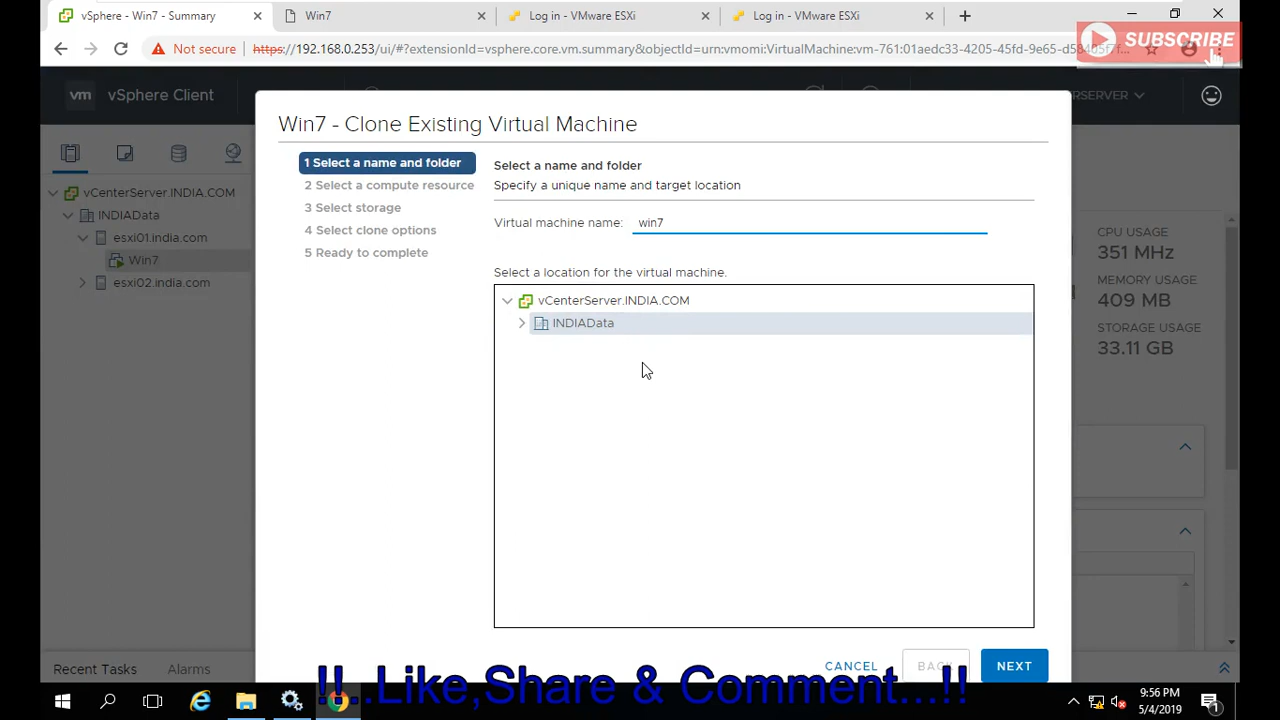 vSphere - Win7 - Summary
Win7
Log in - VMware ESXi
Log in - VMware ESXi
Not secure
https://192.168.0.253/ui/#?extensionId=vsphere.core.vm.summary&objectId=urn:vmomi:VirtualMachine:vm-761:01aedc33-4205-45fd-9e65-d58405f7f...
SUBSCRIBE
vm vSphere Client
RSERVER
Win7 - Clone Existing Virtual Machine
1 Select a name and folder
2 Select a compute resource
3 Select storage
4 Select clone options
5 Ready to complete
Select a name and folder
Specify a unique name and target location
Virtual machine name: win7
Select a location for the virtual machine.
vCenterServer.INDIA.COM
INDIAData
vCenterServer.INDIA.COM
INDIAData
esxi01.india.com
Win7
esxi02.india.com
CPU USAGE
351 MHz
MEMORY USAGE
409 MB
STORAGE USAGE
33.11 GB
CANCEL
BACK
NEXT
Recent Tasks
Alarms
!!..Like,Share & Comment...!!
9:56 PM
5/4/2019
1